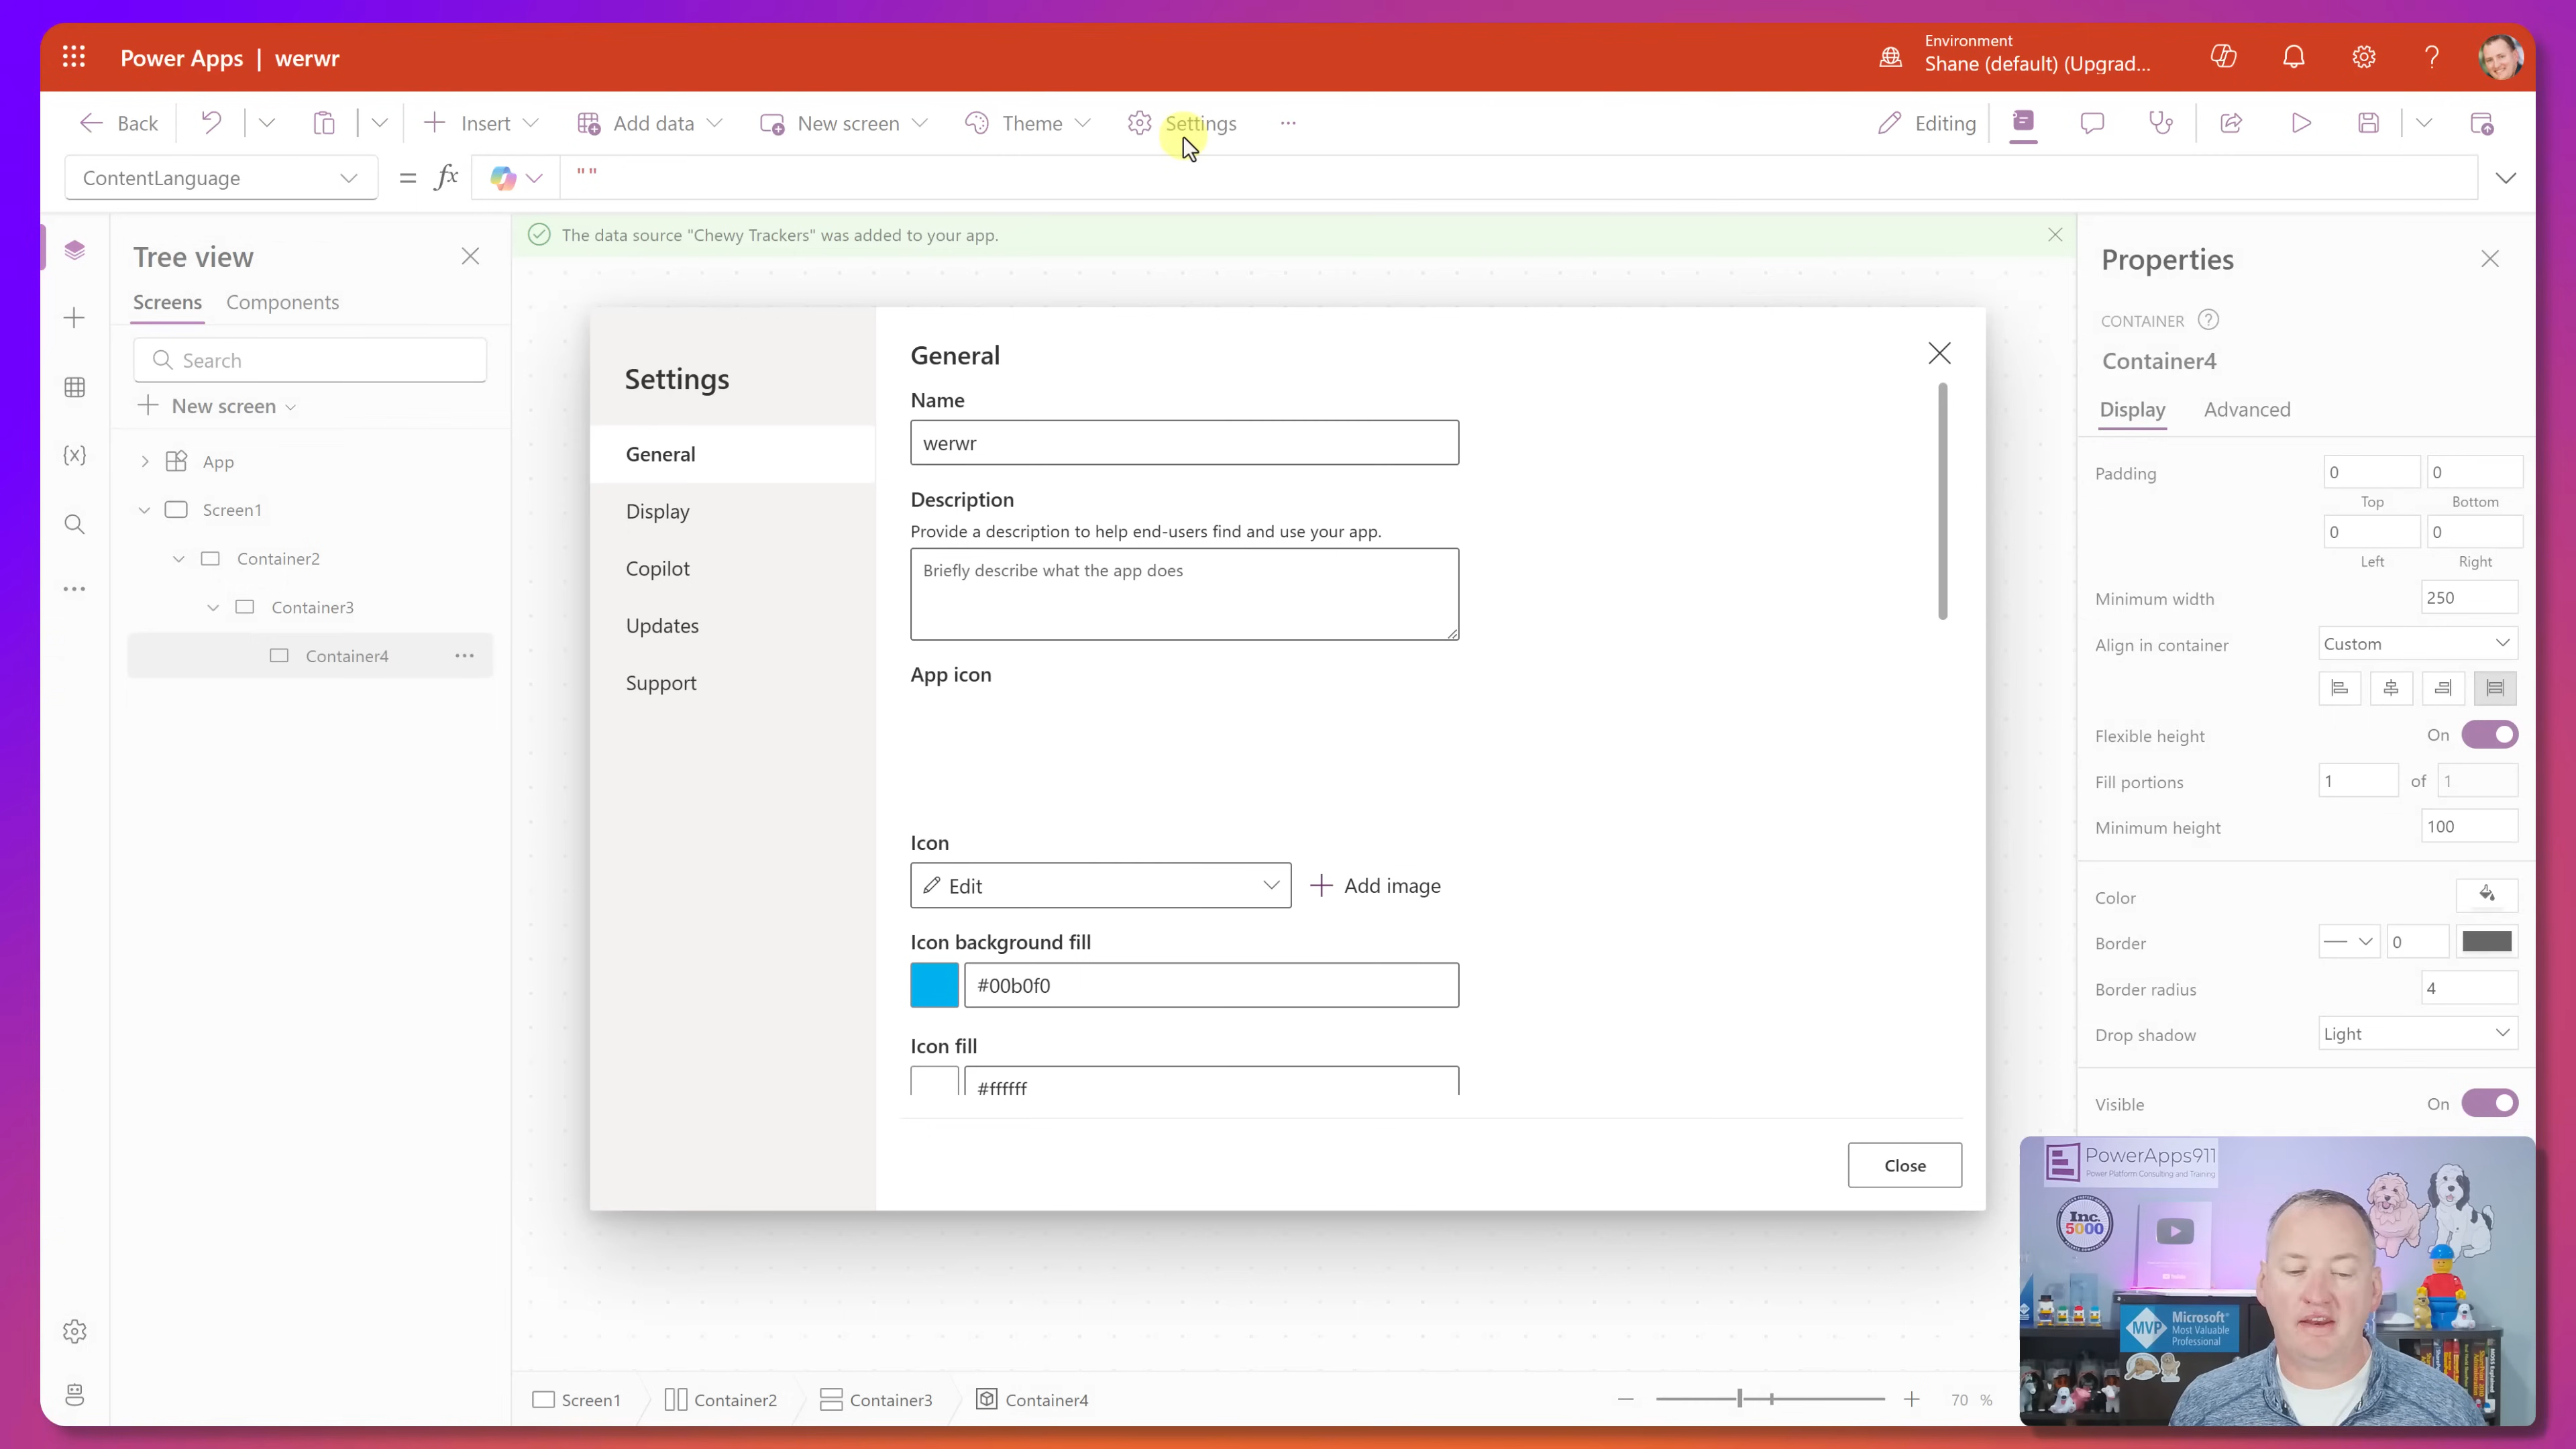 Power Apps | werwr
Environment
Shane (default) (Upgrad...
Back
Insert
Add data
New screen
Theme
Settings
Editing
ContentLanguage
= fx
""
Tree view
Screens
Components
Search
New screen
App
Screen1
Container2
Container3
Container4
The data source "Chewy Trackers" was added to your app.
Settings
General
Display
Copilot
Updates
Support
General
Name
werwr
Description
Provide a description to help end-users find and use your app.
Briefly describe what the app does
App icon
Icon
Edit
Add image
Icon background fill
#00b0f0
Icon fill
#ffffff
Close
Properties
CONTAINER
Container4
Display
Advanced
Padding
0
0
Top
Bottom
0
0
Left
Right
Minimum width
250
Align in container
Custom
Flexible height
On
Fill portions
1 of 1
Minimum height
100
Color
Border
0
Border radius
4
Drop shadow
Light
Visible
On
Screen1
Container2
Container3
Container4
70 %
PowerApps911
Power Platform Consulting and Training
Inc.
5000
MVP
Microsoft
Most Valuable
Professional